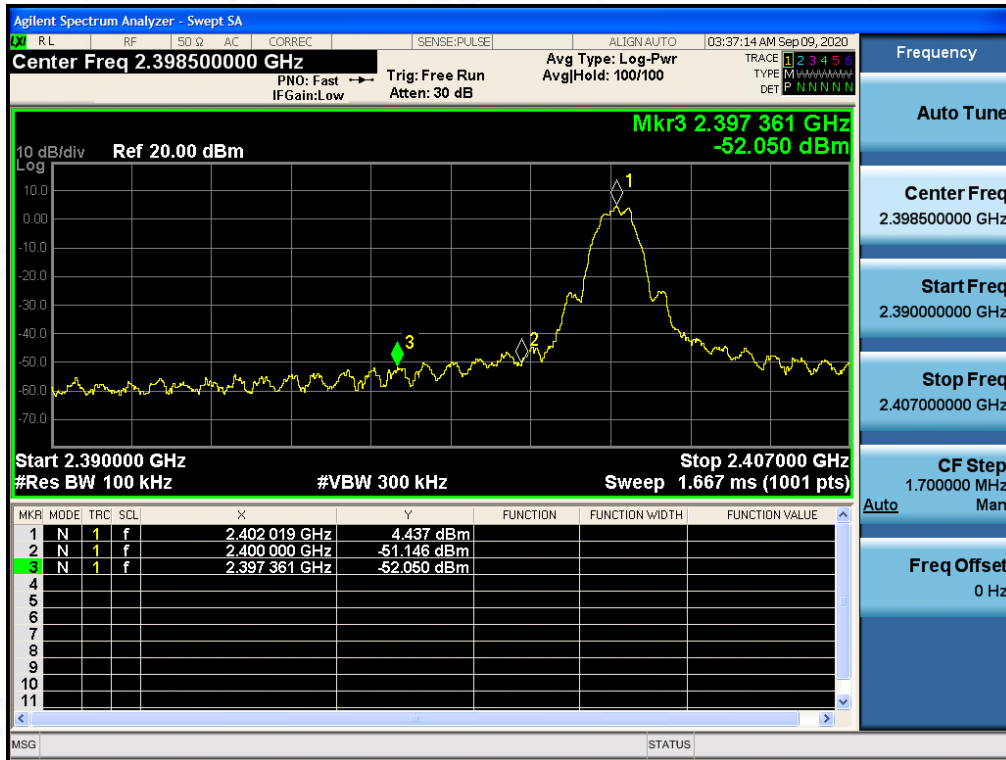 Agilent Spectrum Analyzer - Swept SA
LXI RL RF 50 Ω AC CORREC SENSE:PULSE ALIGN AUTO 03:37:14 AM Sep 09, 2020
Center Freq 2.398500000 GHz
PNO: Fast
IFGain:Low
Trig: Free Run
Atten: 30 dB
Avg Type: Log-Pwr
Avg|Hold: 100/100
TRACE 1 2 3 4 5 6
TYPE M WWWWW
DET P N N N N N
Mkr3 2.397 361 GHz
-52.050 dBm
10 dB/div Ref 20.00 dBm
Log
10.0
0.00
-10.0
-20.0
-30.0
-40.0
-50.0
-60.0
-70.0
1
2
3
Start 2.390000 GHz Stop 2.407000 GHz
#Res BW 100 kHz #VBW 300 kHz Sweep 1.667 ms (1001 pts)
MKR MODE TRC SCL X Y FUNCTION FUNCTION WIDTH FUNCTION VALUE
1 N 1 f 2.402 019 GHz 4.437 dBm
2 N 1 f 2.400 000 GHz -51.146 dBm
3 N 1 f 2.397 361 GHz -52.050 dBm
4
5
6
7
8
9
10
11
MSG STATUS
Frequency
Auto Tune
Center Freq
2.398500000 GHz
Start Freq
2.390000000 GHz
Stop Freq
2.407000000 GHz
CF Step
1.700000 MHz
Auto Man
Freq Offset
0 Hz